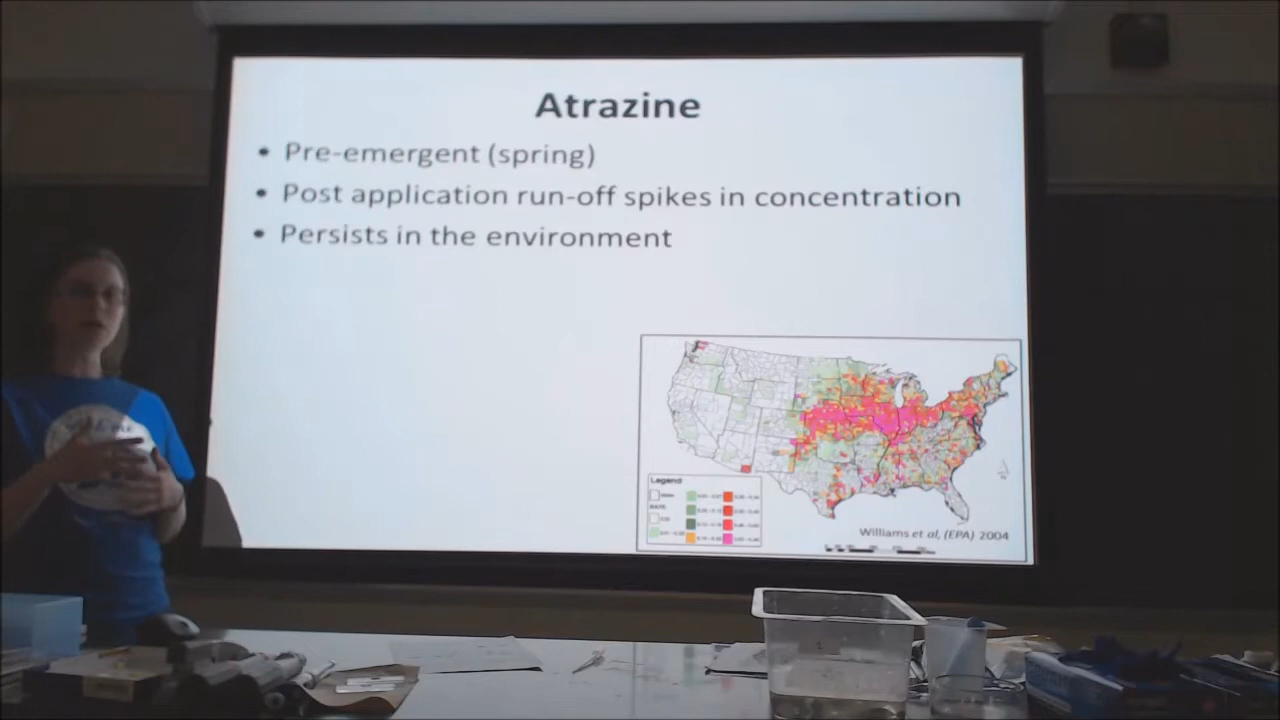 Atrazine
• Pre-emergent (spring)
• Post application run-off spikes in concentration
• Persists in the environment
Legend
Williams et al, (EPA) 2004